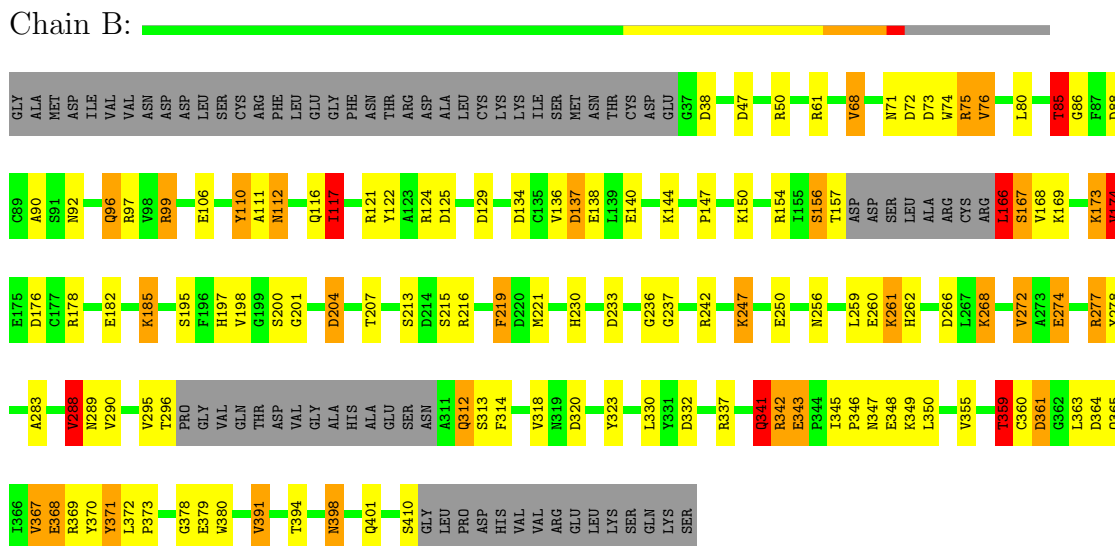 Chain B:
GLY ALA MET ASP ILE VAL VAL ASN ASP ASP LEU SER CYS ARG PHE LEU GLU GLY PHE ASN THR ARG ASP ALA LEU CYS LYS LYS ILE SER MET ASN THR CYS ASP GLU G37 D38 D47 R50 R61 V68 N71 D72 D73 W74 R75 V76 L80 T85 G86 F87 D88
C89 A90 S91 N92 Q96 R97 V98 R99 E106 Y110 A111 N112 Q116 I117 R121 Y122 A123 R124 D125 D129 D134 C135 V136 D137 E138 L139 E140 K144 P147 K150 R154 I155 S156 T157 ASP ASP SER LEU ALA ARG CYS ARG L166 S167 V168 K169 K173 V174
E175 D176 C177 R178 E182 K185 S195 F196 H197 V198 G199 S200 G201 D204 T207 S213 D214 S215 R216 F219 D220 M221 H230 D233 G236 G237 R242 K247 E250 N256 L259 E260 K261 H262 D266 L267 K268 V272 A273 E274 R277 Y278
A283 V288 N289 V290 V295 T296 PRO GLY VAL GLN THR ASP VAL GLY ALA HIS ALA GLU SER ASN A311 Q312 S313 F314 V318 N319 D320 Y323 L330 Y331 D332 R337 Q341 R342 E343 P344 I345 P346 N347 E348 K349 L350 V355 T359 C360 D361 G362 L363 D364 Q365
I366 V367 E368 R369 Y370 Y371 L372 P373 G378 E379 W380 V391 T394 N398 Q401 S410 GLY LEU PRO ASP HIS VAL VAL ARG GLU LEU LYS SER GLN LYS SER